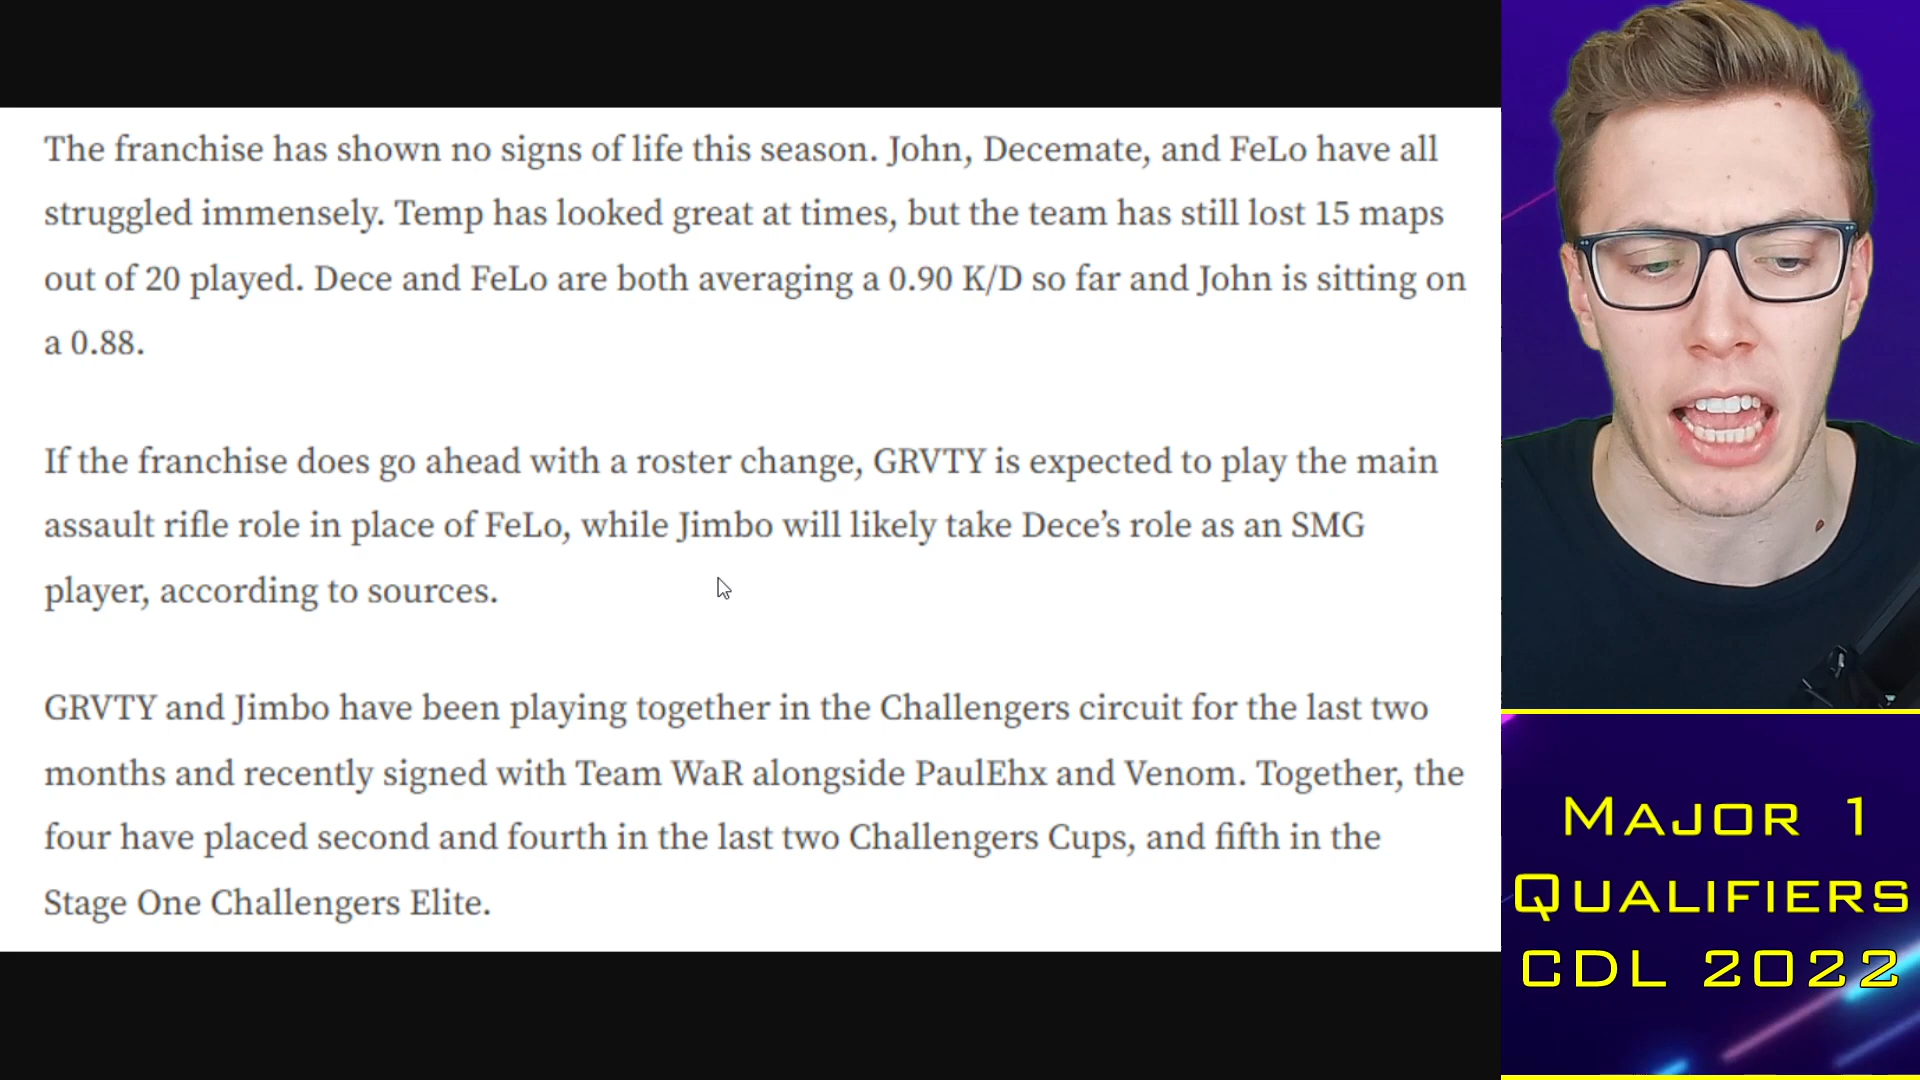 The franchise has shown no signs of life this season. John, Decemate, and FeLo have all
struggled immensely. Temp has looked great at times, but the team has still lost 15 maps
out of 20 played. Dece and FeLo are both averaging a 0.90 K/D so far and John is sitting on
a 0.88.
If the franchise does go ahead with a roster change, GRVTY is expected to play the main
assault rifle role in place of FeLo, while Jimbo will likely take Dece’s role as an SMG
player, according to sources.
GRVTY and Jimbo have been playing together in the Challengers circuit for the last two
months and recently signed with Team WaR alongside PaulEhx and Venom. Together, the
four have placed second and fourth in the last two Challengers Cups, and fifth in the
Stage One Challengers Elite.
Major 1
Qualifiers
CDL 2022